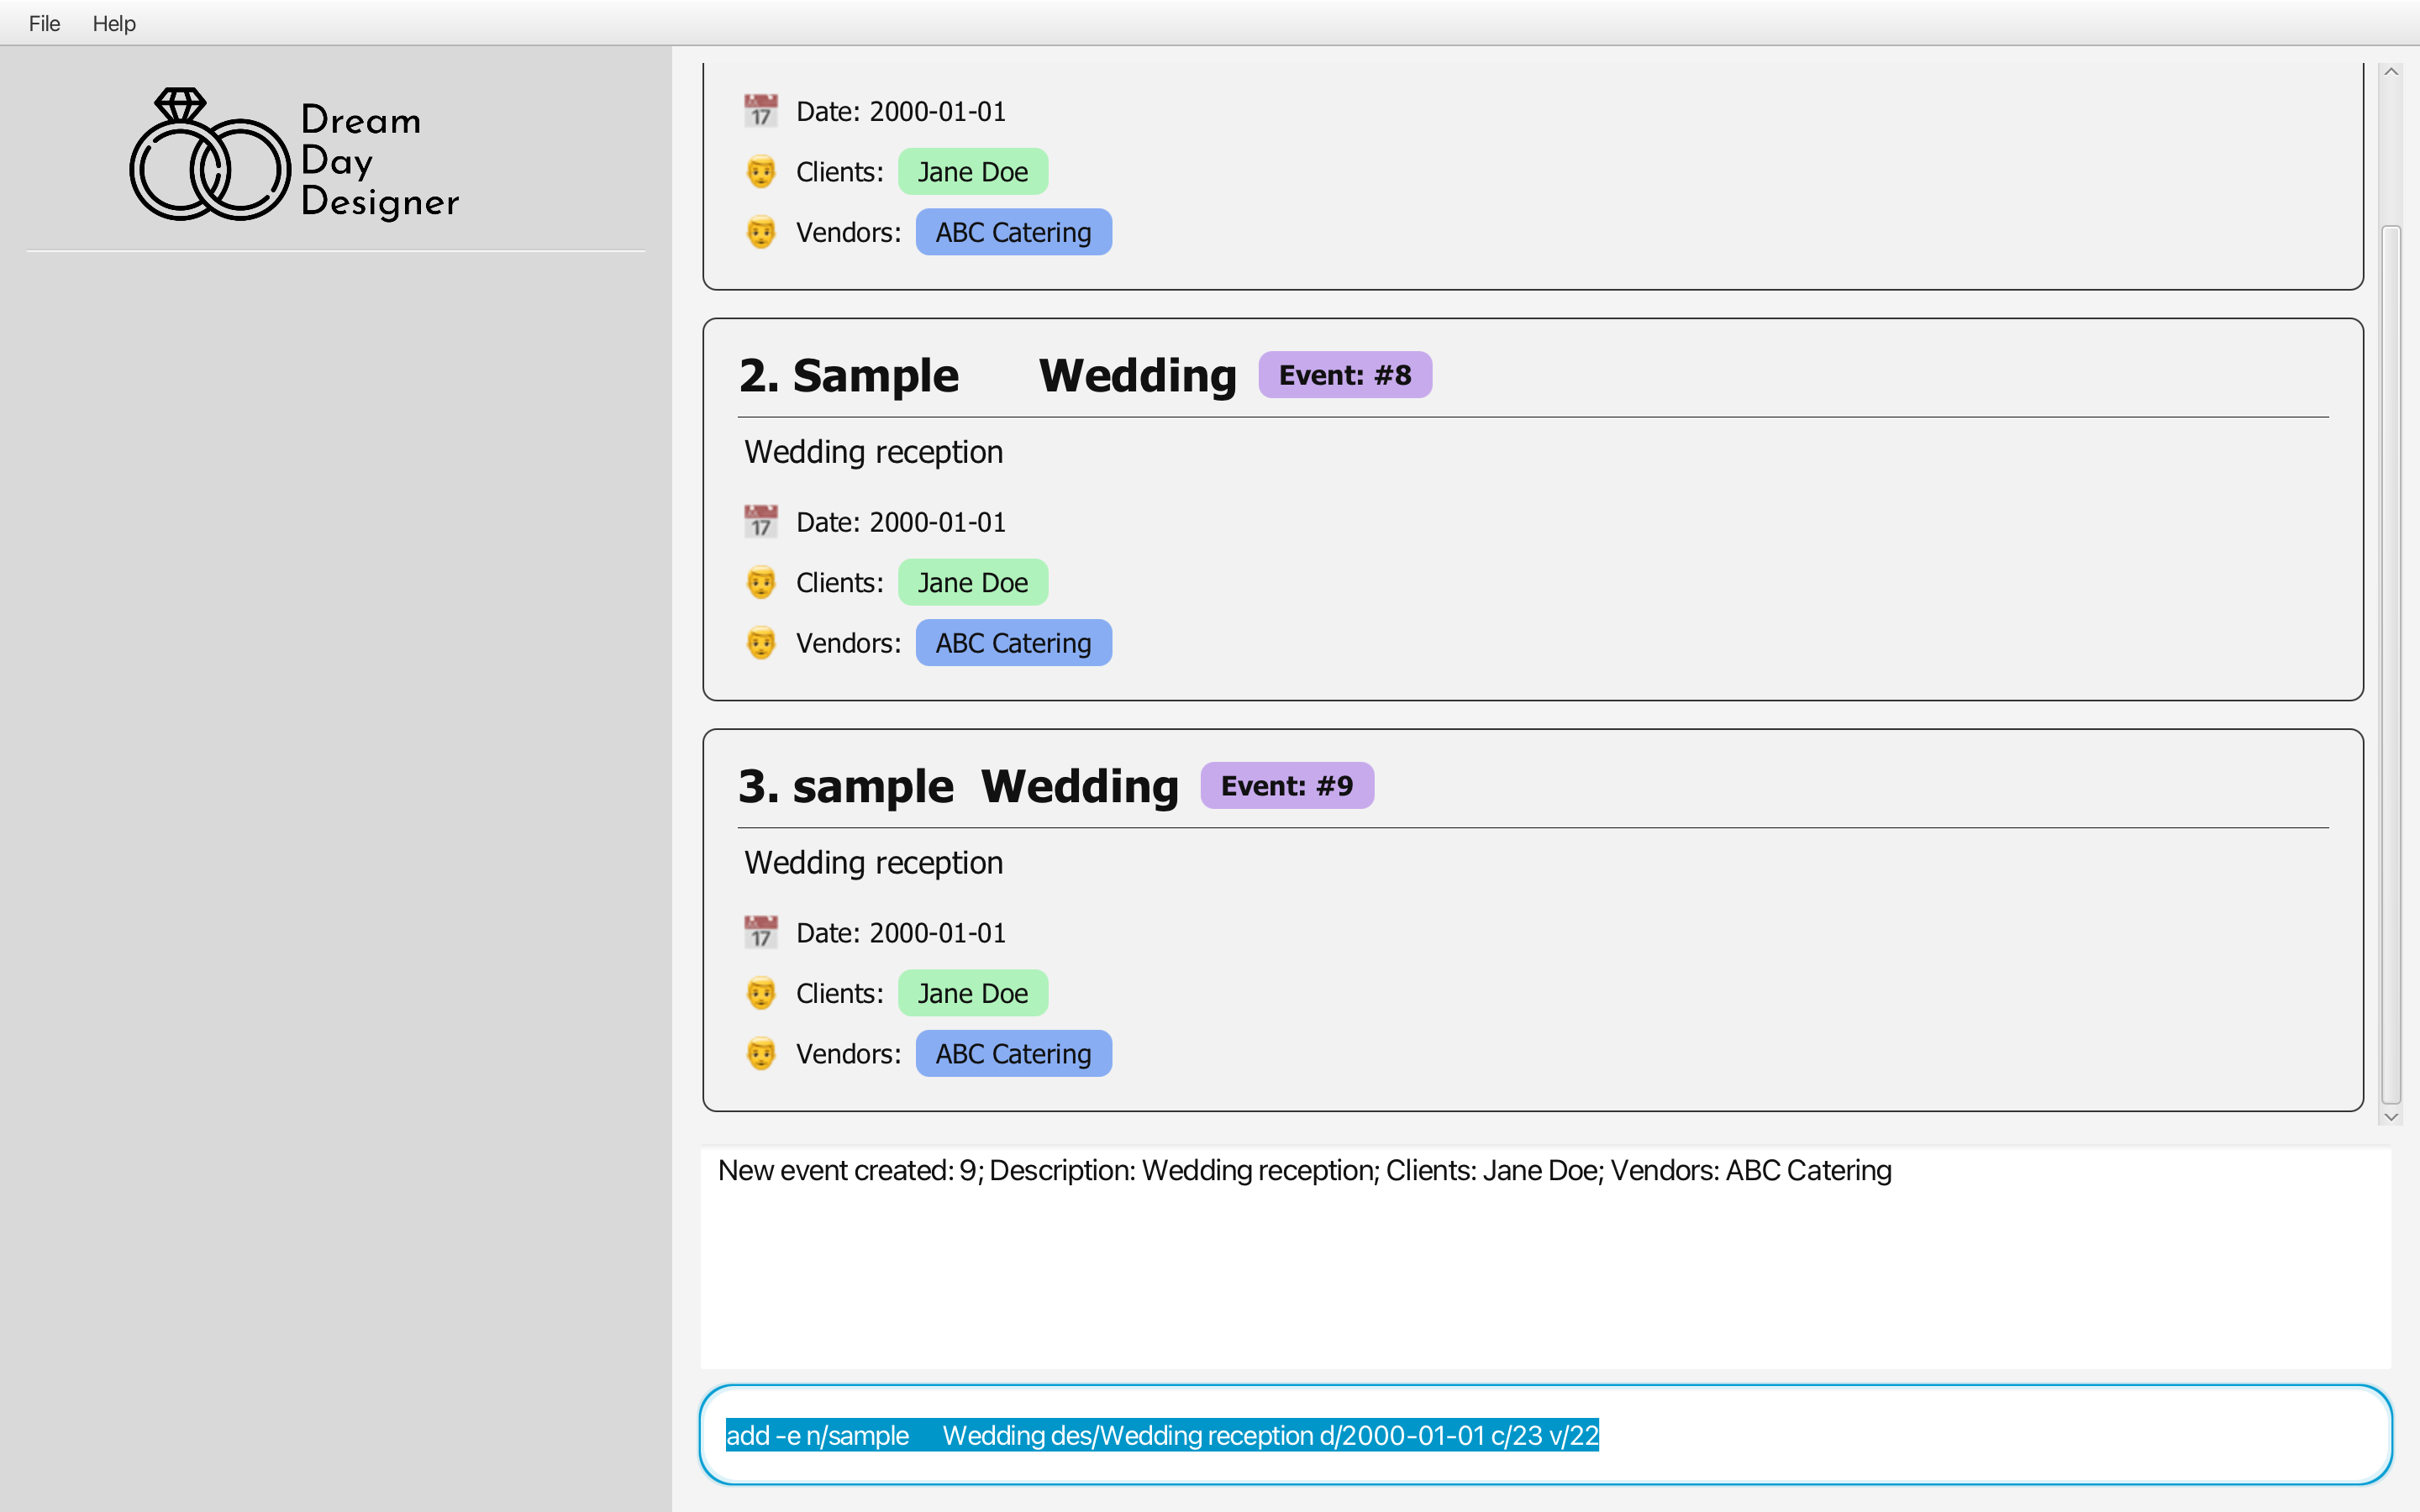 File Help
Dream
Day
Designer
17 Date: 2000-01-01
Clients: Jane Doe
Vendors: ABC Catering
2. Sample      Wedding Event: #8
Wedding reception
17 Date: 2000-01-01
Clients: Jane Doe
Vendors: ABC Catering
3. sample  Wedding Event: #9
Wedding reception
17 Date: 2000-01-01
Clients: Jane Doe
Vendors: ABC Catering
New event created: 9; Description: Wedding reception; Clients: Jane Doe; Vendors: ABC Catering
add -e n/sample     Wedding des/Wedding reception d/2000-01-01 c/23 v/22